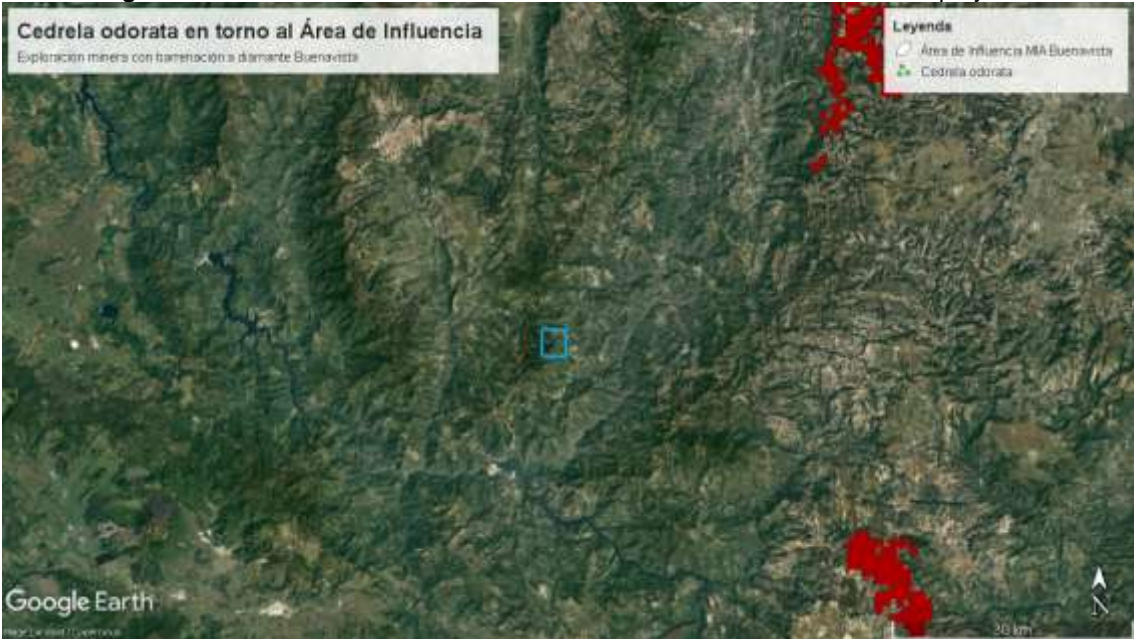 Cedrela odorata en torno al Área de Influencia
Exploración minera con barrenación a diamante Buenavista
Leyenda
Área de Influencia MIA Buenavista
Cedrela odorata
Google Earth
N
20 km